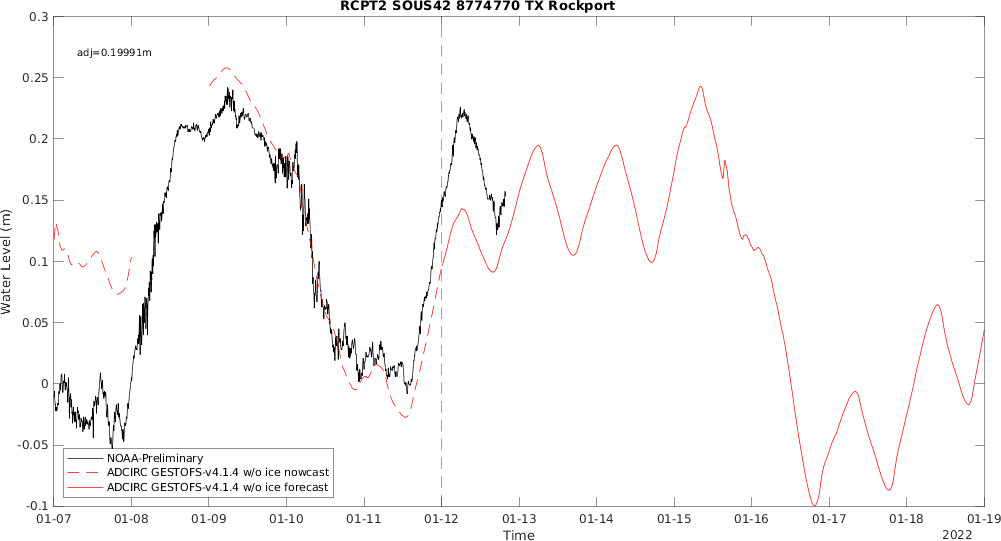 RCPT2 SOUS42 8774770 TX Rockport
adj=0.19991m
Water Level (m)
0.3
0.25
0.2
0.15
0.1
0.05
0
-0.05
-0.1
NOAA-Preliminary
ADCIRC GESTOFS-v4.1.4 w/o ice nowcast
ADCIRC GESTOFS-v4.1.4 w/o ice forecast
01-07 01-08 01-09 01-10 01-11 01-12 01-13 01-14 01-15 01-16 01-17 01-18 01-19
Time
2022